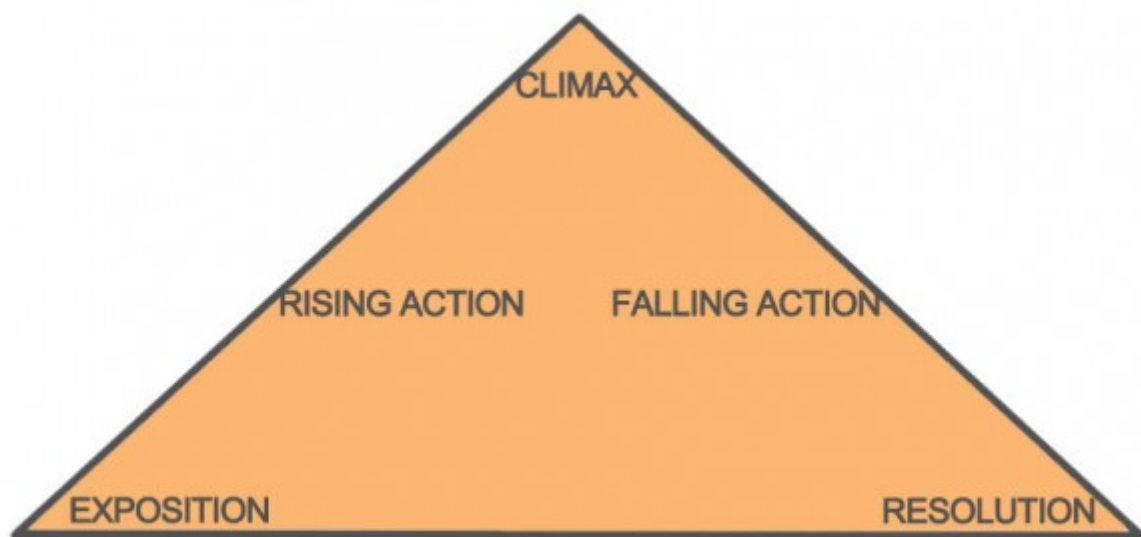 CLIMAX
RISING ACTION FALLING ACTION
EXPOSITION RESOLUTION